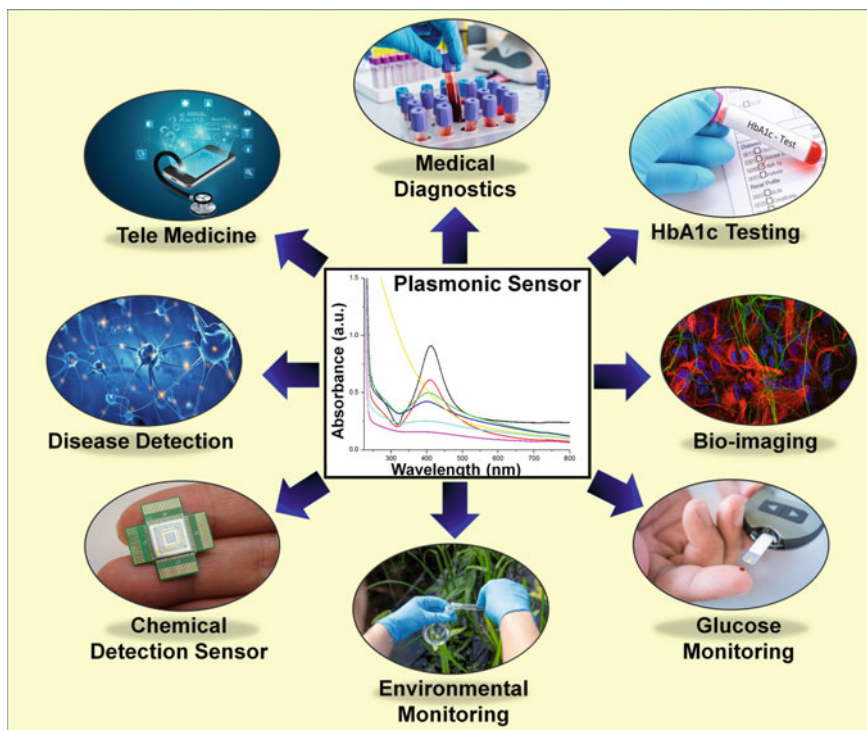 Medical
Diagnostics
Tele Medicine
HbA1c - Test
HbA1c Testing
Plasmonic Sensor
Absorbance (a.u.)
1.5
1.0
0.5
0.0
300
400
500
600
700
800
Wavelength (nm)
Disease Detection
Bio-imaging
Chemical
Detection Sensor
Environmental
Monitoring
Glucose
Monitoring